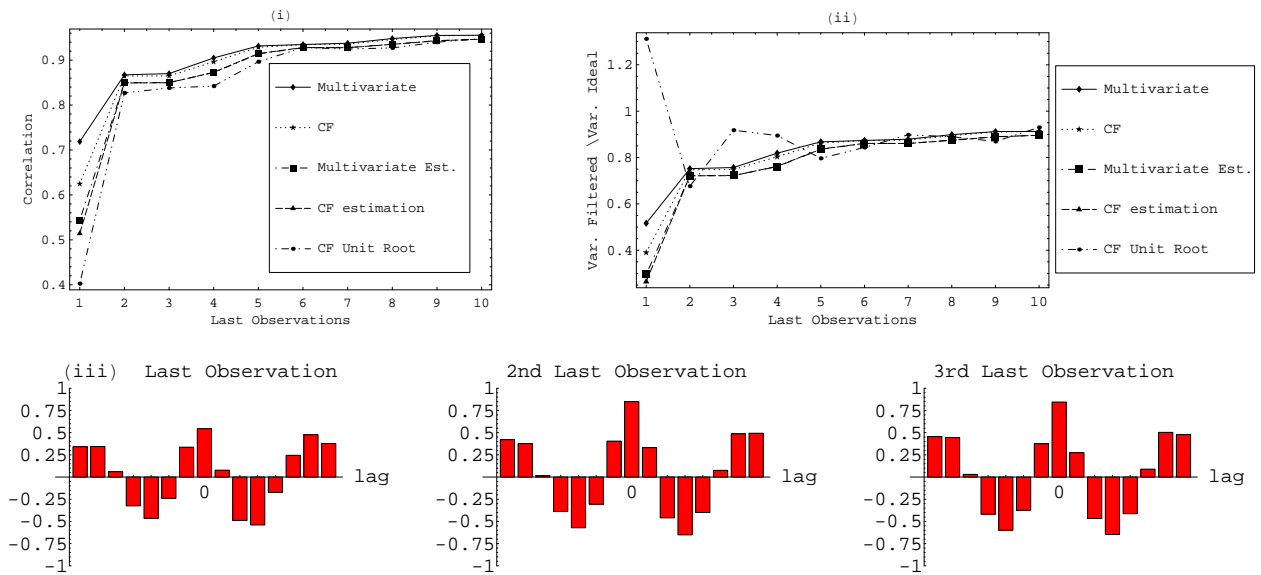 (i)
Correlation
0.9
0.8
0.7
0.6
0.5
0.4
1 2 3 4 5 6 7 8 9 10
Last Observations
Multivariate
CF
Multivariate Est.
CF estimation
CF Unit Root
(ii)
Var. Filtered \Var. Ideal
1.2
1
0.8
0.6
0.4
1 2 3 4 5 6 7 8 9 10
Last Observations
Multivariate
CF
Multivariate Est.
CF estimation
CF Unit Root
(iii) Last Observation
1
0.75
0.5
0.25
-0.25
-0.5
-0.75
-1
0
lag
2nd Last Observation
1
0.75
0.5
0.25
-0.25
-0.5
-0.75
-1
0
lag
3rd Last Observation
1
0.75
0.5
0.25
-0.25
-0.5
-0.75
-1
0
lag